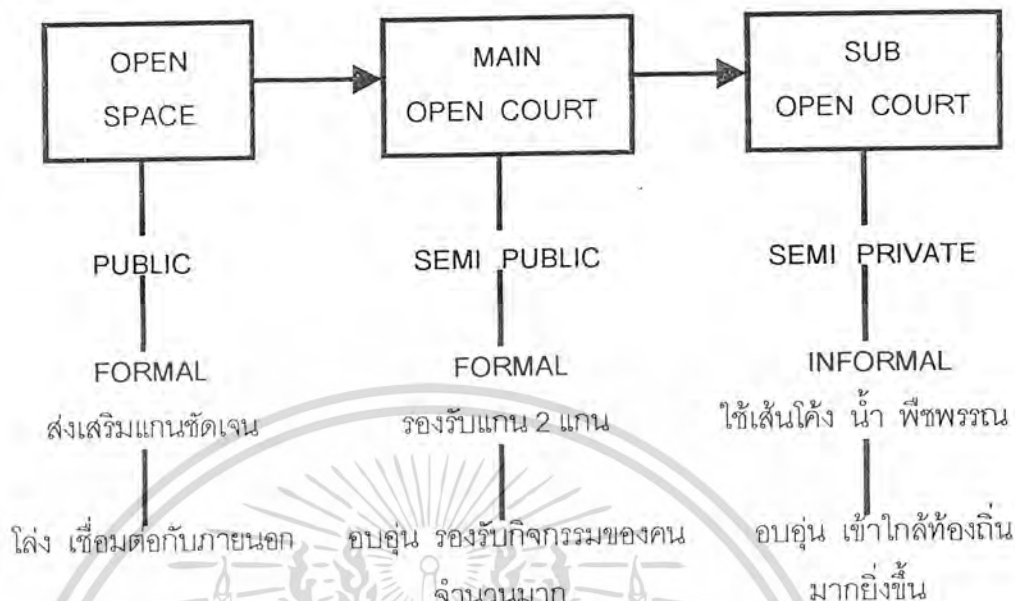 OPEN
SPACE
MAIN
OPEN COURT
SUB
OPEN COURT
PUBLIC
SEMI PUBLIC
SEMI PRIVATE
FORMAL
FORMAL
INFORMAL
ส่งเสริมแกนชัดเจน
รองรับแกน 2 แกน
ใช้เส้นโค้ง น้ำ พืชพรรณ
โล่ง เชื่อมต่อกับภายนอก
อบอุ่น รองรับกิจกรรมของคน
จำนวนมาก
อบอุ่น เข้าใกล้ท้องถิ่น
มากยิ่งขึ้น